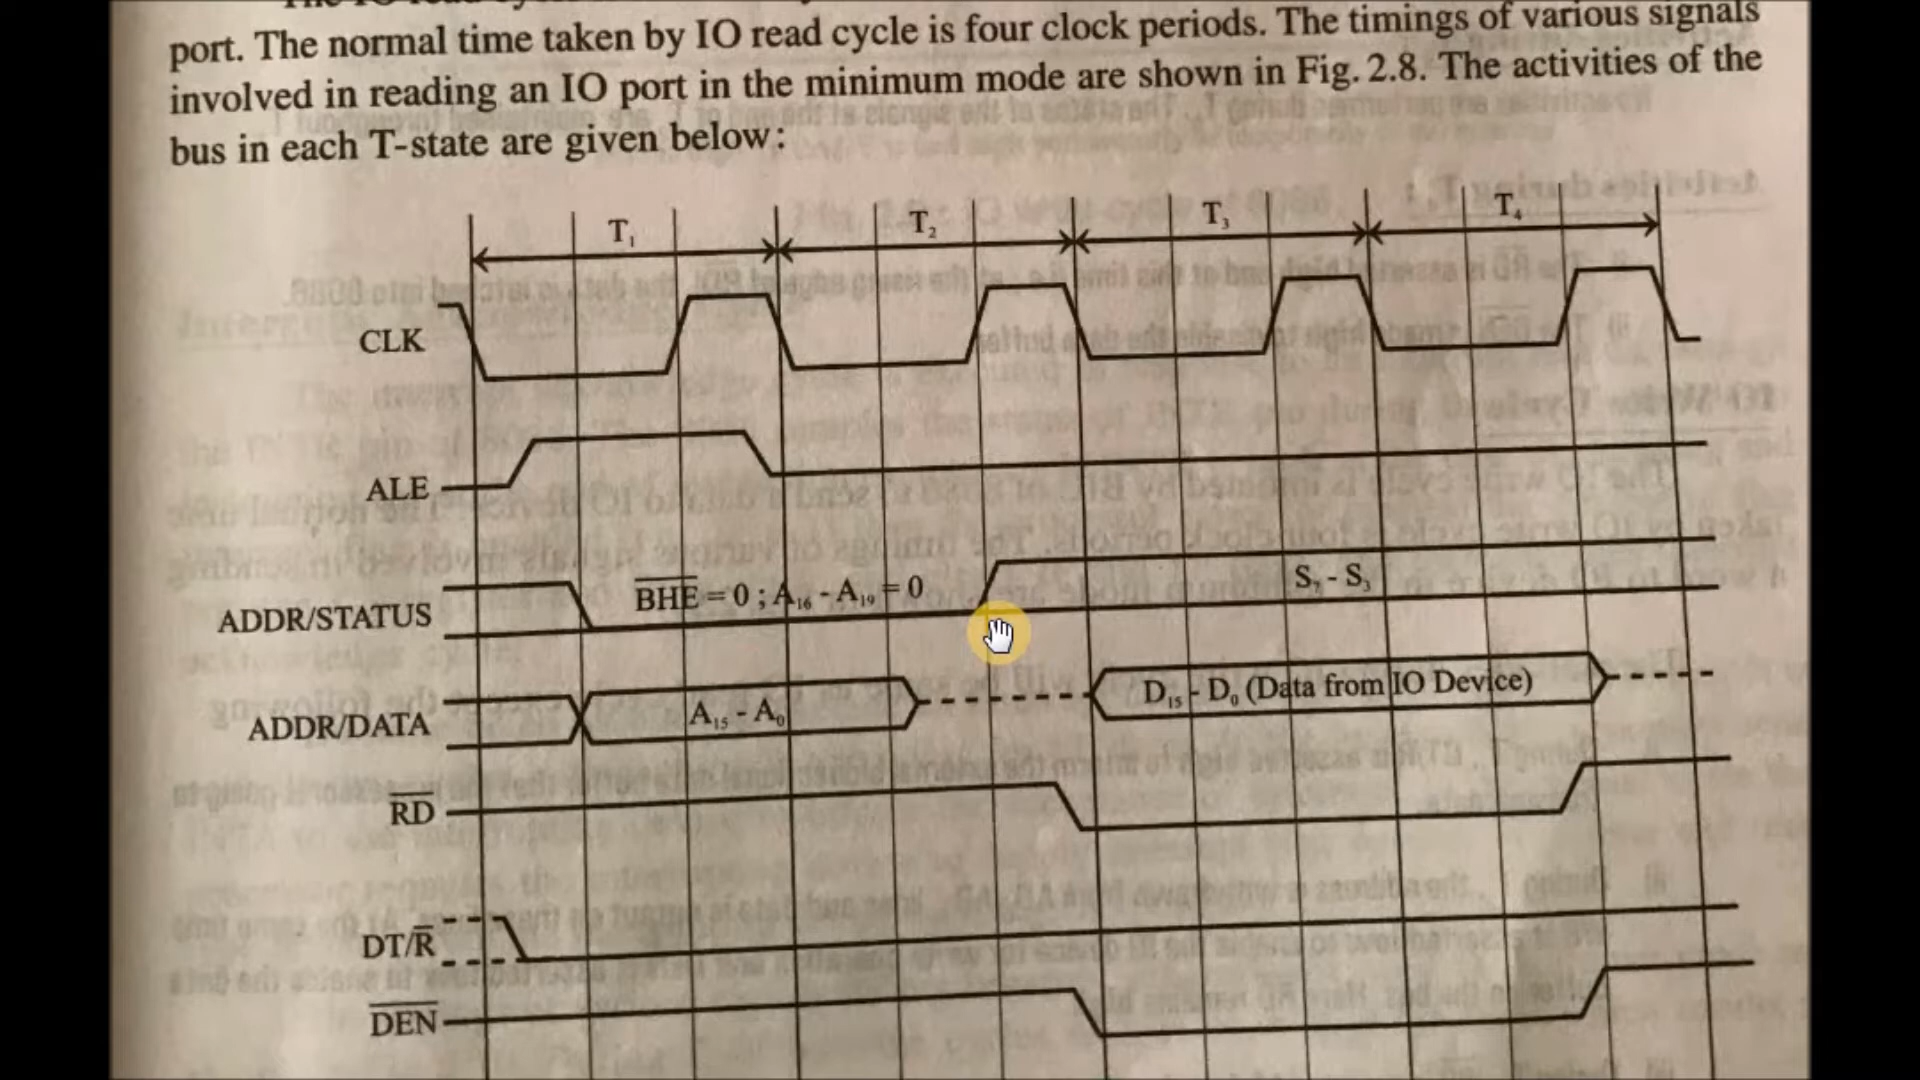 port. The normal time taken by IO read cycle is four clock periods. The timings of various signals
involved in reading an IO port in the minimum mode are shown in Fig. 2.8. The activities of the
bus in each T-state are given below:
T₁ T₂ T₃ T₄
CLK
ALE
ADDR/STATUS
B̅H̅E̅ = 0 ; A₁₆ - A₁₉ = 0
S₇ - S₃
ADDR/DATA
A₁₅ - A₀
D₁₅ - D₀ (Data from IO Device)
R̅D̅
DT/R̅
D̅E̅N̅